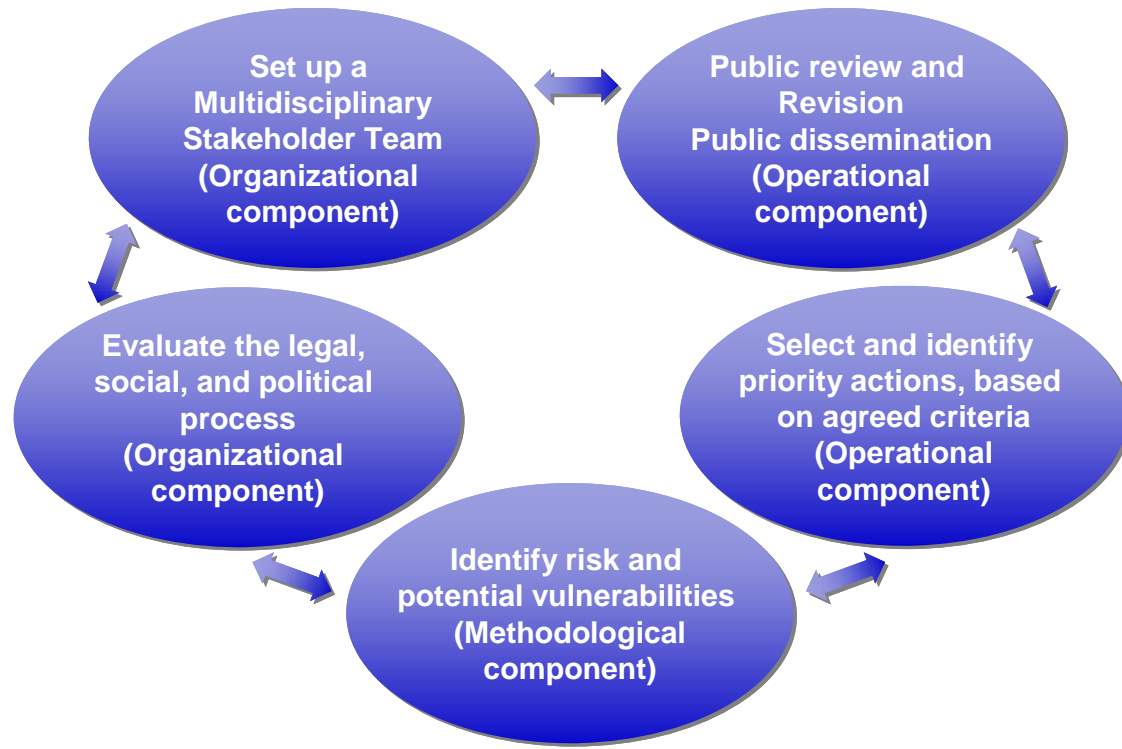 Set up a
Multidisciplinary
Stakeholder Team
(Organizational
component)
Public review and
Revision
Public dissemination
(Operational
component)
Evaluate the legal,
social, and political
process
(Organizational
component)
Select and identify
priority actions, based
on agreed criteria
(Operational
component)
Identify risk and
potential vulnerabilities
(Methodological
component)